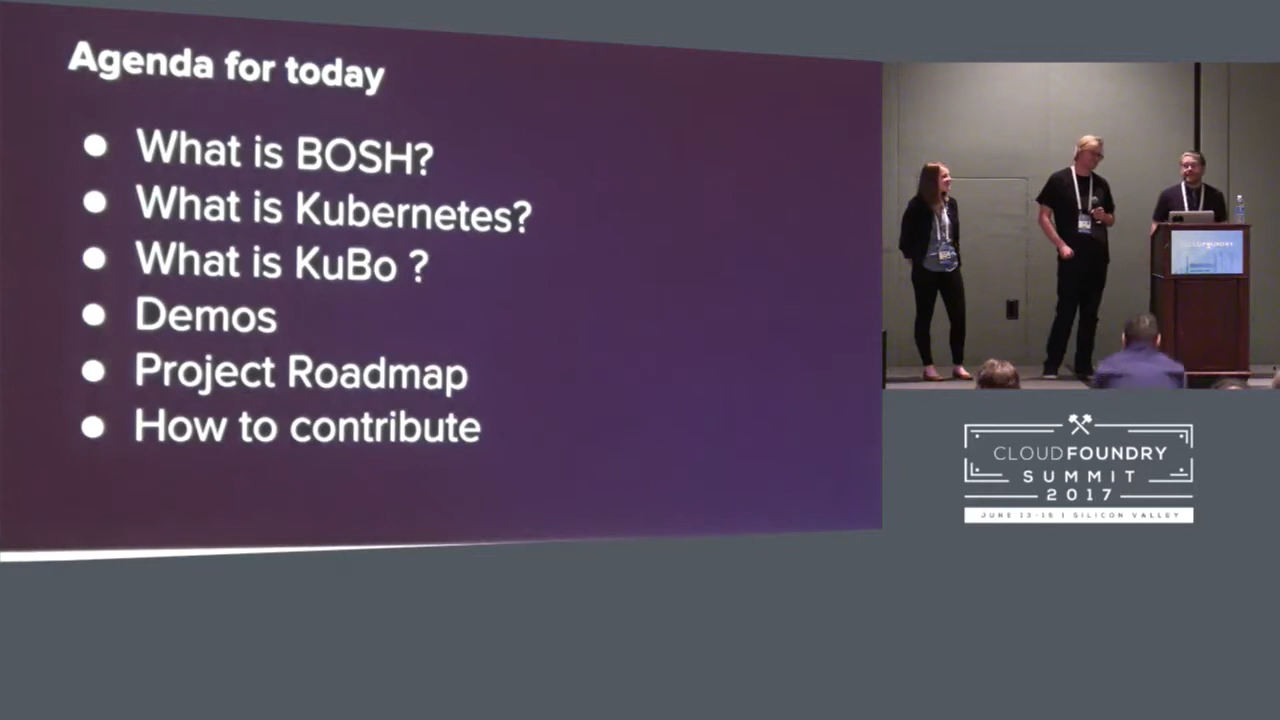 Agenda for today
● What is BOSH?
● What is Kubernetes?
● What is KuBo ?
● Demos
● Project Roadmap
● How to contribute
CLOUD FOUNDRY
CLOUDFOUNDRY
SUMMIT
2017
JUNE 13-15 | SILICON VALLEY